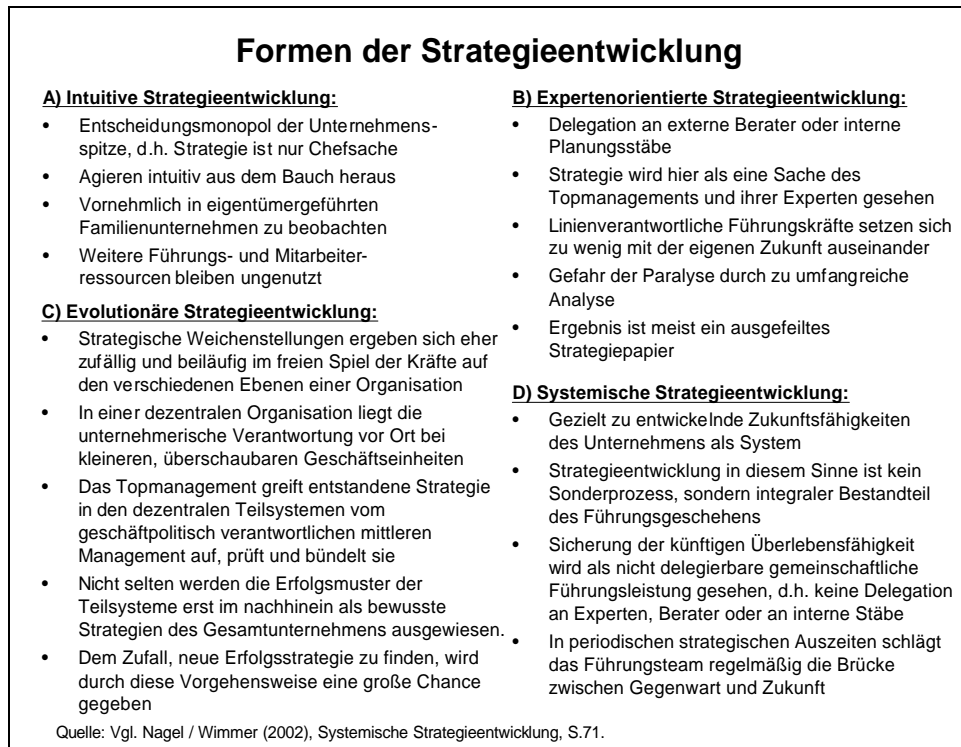 Formen der Strategieentwicklung
A) Intuitive Strategieentwicklung:
• Entscheidungsmonopol der Unternehmens-
spitze, d.h. Strategie ist nur Chefsache
• Agieren intuitiv aus dem Bauch heraus
• Vornehmlich in eigentümergeführten
Familienunternehmen zu beobachten
• Weitere Führungs- und Mitarbeiter-
ressourcen bleiben ungenutzt
C) Evolutionäre Strategieentwicklung:
• Strategische Weichenstellungen ergeben sich eher
zufällig und beiläufig im freien Spiel der Kräfte auf
den verschiedenen Ebenen einer Organisation
• In einer dezentralen Organisation liegt die
unternehmerische Verantwortung vor Ort bei
kleineren, überschaubaren Geschäftseinheiten
• Das Topmanagement greift entstandene Strategie
in den dezentralen Teilsystemen vom
geschäftpolitisch verantwortlichen mittleren
Management auf, prüft und bündelt sie
• Nicht selten werden die Erfolgsmuster der
Teilsysteme erst im nachhinein als bewusste
Strategien des Gesamtunternehmens ausgewiesen.
• Dem Zufall, neue Erfolgsstrategie zu finden, wird
durch diese Vorgehensweise eine große Chance
gegeben
B) Expertenorientierte Strategieentwicklung:
• Delegation an externe Berater oder interne
Planungsstäbe
• Strategie wird hier als eine Sache des
Topmanagements und ihrer Experten gesehen
• Linienverantwortliche Führungskräfte setzen sich
zu wenig mit der eigenen Zukunft auseinander
• Gefahr der Paralyse durch zu umfangreiche
Analyse
• Ergebnis ist meist ein ausgefeiltes
Strategiepapier
D) Systemische Strategieentwicklung:
• Gezielt zu entwickelnde Zukunftsfähigkeiten
des Unternehmens als System
• Strategieentwicklung in diesem Sinne ist kein
Sonderprozess, sondern integraler Bestandteil
des Führungsgeschehens
• Sicherung der künftigen Überlebensfähigkeit
wird als nicht delegierbare gemeinschaftliche
Führungsleistung gesehen, d.h. keine Delegation
an Experten, Berater oder an interne Stäbe
• In periodischen strategischen Auszeiten schlägt
das Führungsteam regelmäßig die Brücke
zwischen Gegenwart und Zukunft
Quelle: Vgl. Nagel / Wimmer (2002), Systemische Strategieentwicklung, S.71.